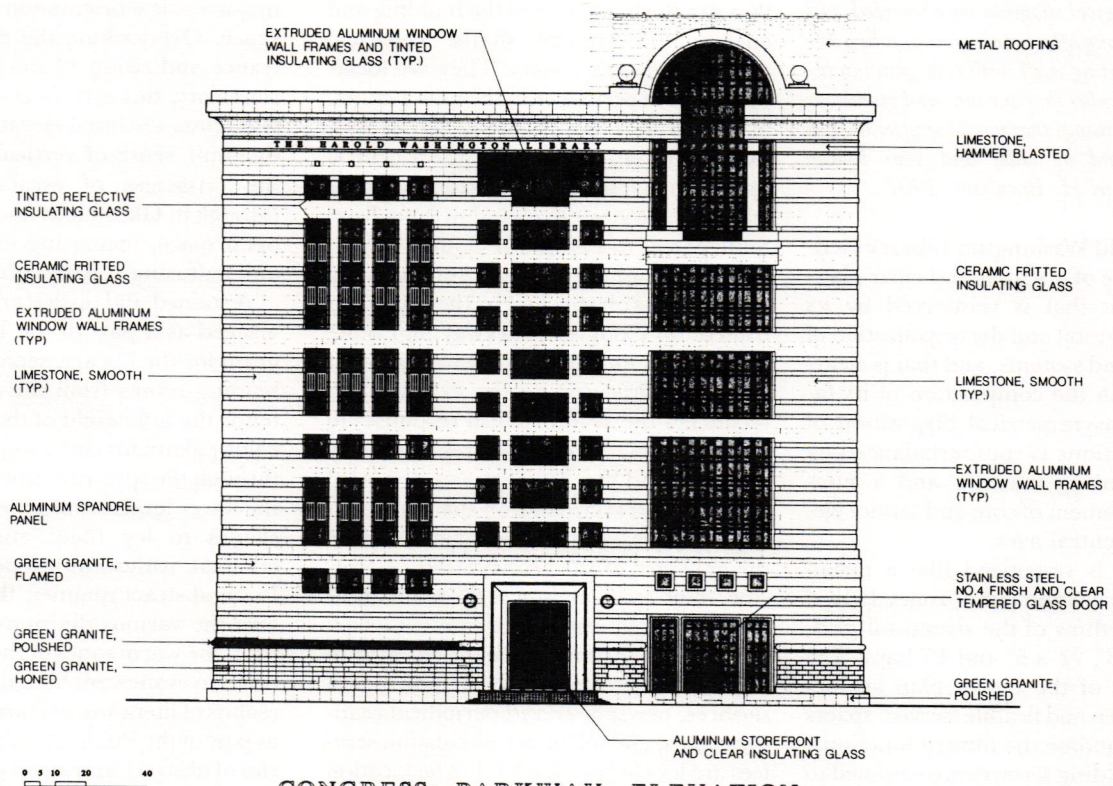 EXTRUDED ALUMINUM WINDOW
WALL FRAMES AND TINTED
INSULATING GLASS (TYP.)
METAL ROOFING
LIMESTONE,
HAMMER BLASTED
THE HAROLD WASHINGTON LIBRARY
TINTED REFLECTIVE
INSULATING GLASS
CERAMIC FRITTED
INSULATING GLASS
EXTRUDED ALUMINUM
WINDOW WALL FRAMES
(TYP)
LIMESTONE, SMOOTH
(TYP.)
ALUMINUM SPANDREL
PANEL
GREEN GRANITE,
FLAMED
GREEN GRANITE,
POLISHED
GREEN GRANITE,
HONED
CERAMIC FRITTED
INSULATING GLASS
LIMESTONE, SMOOTH
(TYP.)
EXTRUDED ALUMINUM
WINDOW WALL FRAMES
(TYP)
STAINLESS STEEL,
NO.4 FINISH AND CLEAR
TEMPERED GLASS DOOR
GREEN GRANITE,
POLISHED
ALUMINUM STOREFRONT
AND CLEAR INSULATING GLASS
0 5 10 20 40
CONGRESS PARKWAY ELEVATION